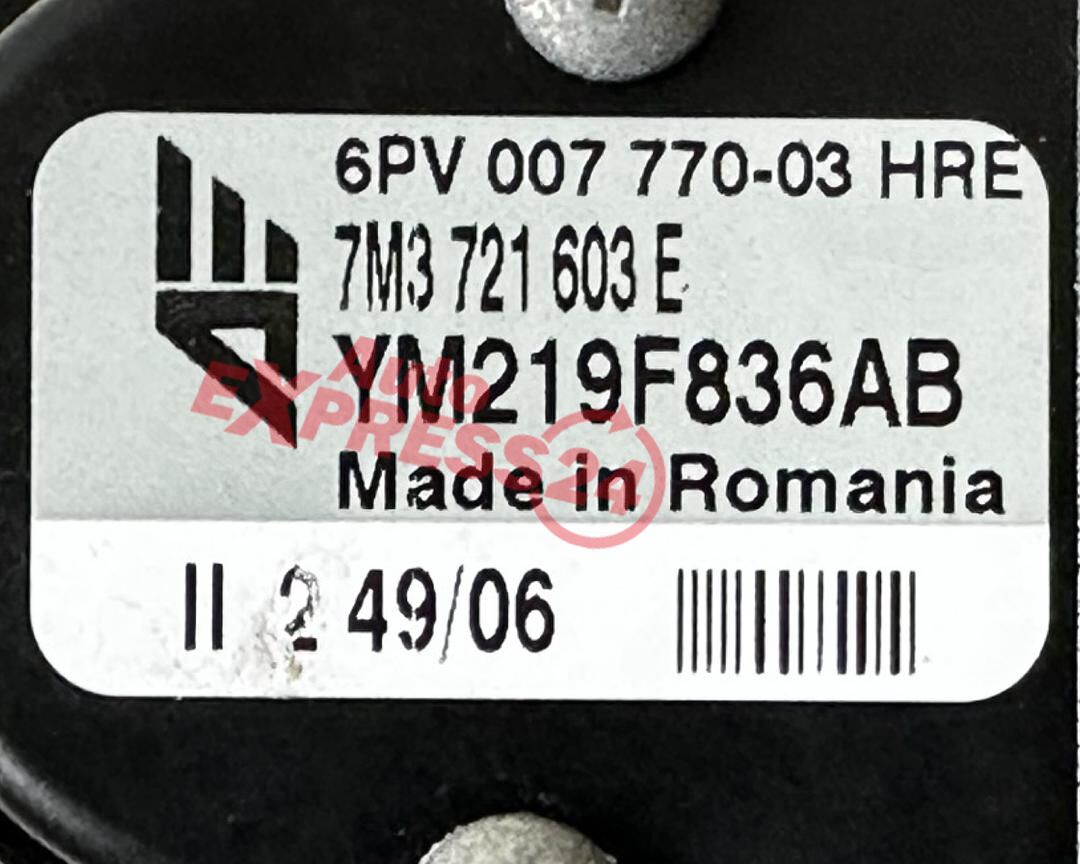 6PV 007 770-03 HRE
7M3 721 603 E
YM219F836AB
Made in Romania
II 2 49/06
Auto
EXPRESS24